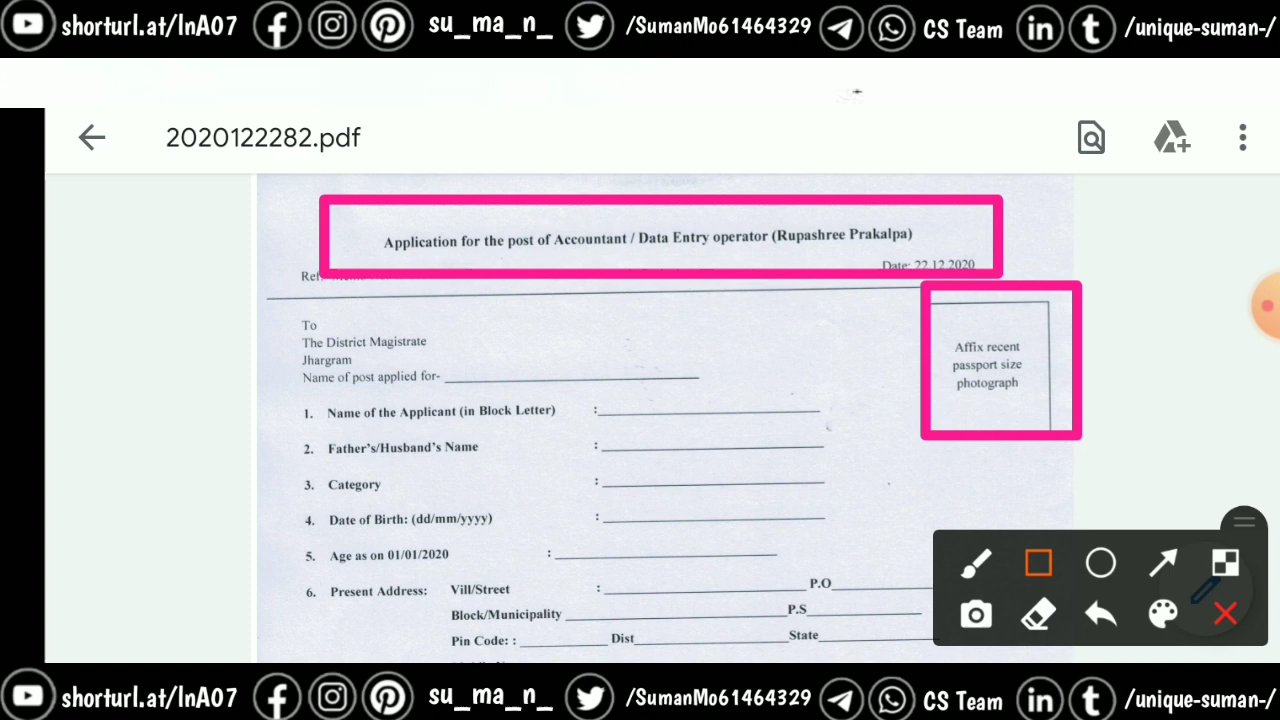 shorturl.at/lnA07 su_ma_n_ /SumanMo61464329 CS Team /unique-suman-/
2020122282.pdf
Application for the post of Accountant / Data Entry operator (Rupashree Prakalpa)
Date: 22.12.2020
Ref:
To
The District Magistrate
Jhargram
Name of post applied for-
Affix recent
passport size
photograph
1. Name of the Applicant (in Block Letter) :
2. Father's/Husband's Name :
3. Category :
4. Date of Birth: (dd/mm/yyyy) :
5. Age as on 01/01/2020 :
6. Present Address: Vill/Street : P.O
Block/Municipality P.S
Pin Code: : Dist State
shorturl.at/lnA07 su_ma_n_ /SumanMo61464329 CS Team /unique-suman-/